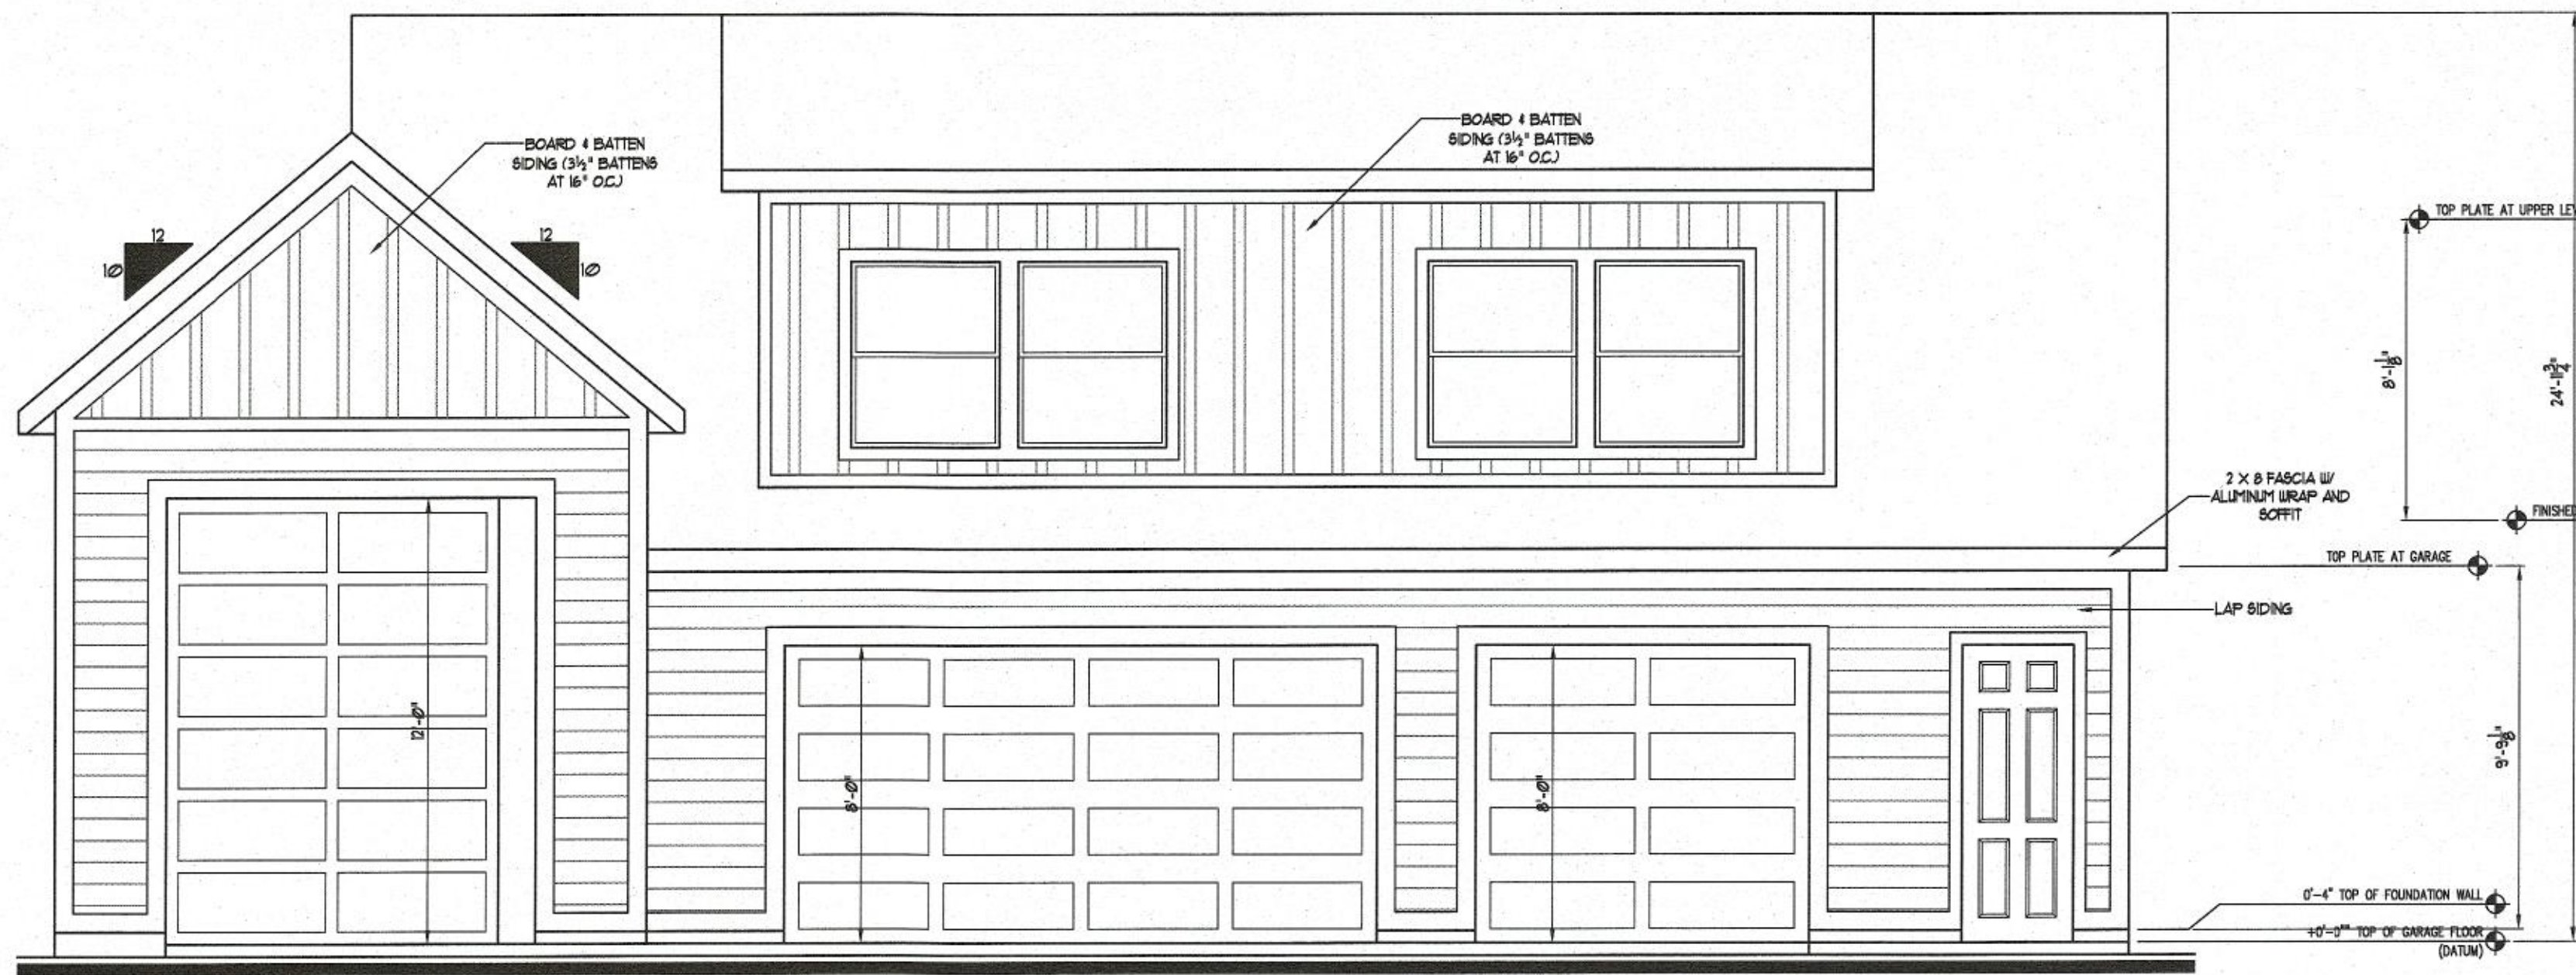 BOARD & BATTEN
SIDING (3½" BATTENS
AT 16" O.C.)
BOARD & BATTEN
SIDING (3½" BATTENS
AT 16" O.C.)
12
10
12
10
TOP PLATE AT UPPER LEV
8'-1⅛"
24'-11¾"
2 X 8 FASCIA W/
ALUMINUM WRAP AND
SOFFIT
FINISHED
TOP PLATE AT GARAGE
LAP SIDING
12'-0"
8'-0"
8'-0"
9'-9⅛"
0'-4" TOP OF FOUNDATION WALL
+0'-0"" TOP OF GARAGE FLOOR
(DATUM)